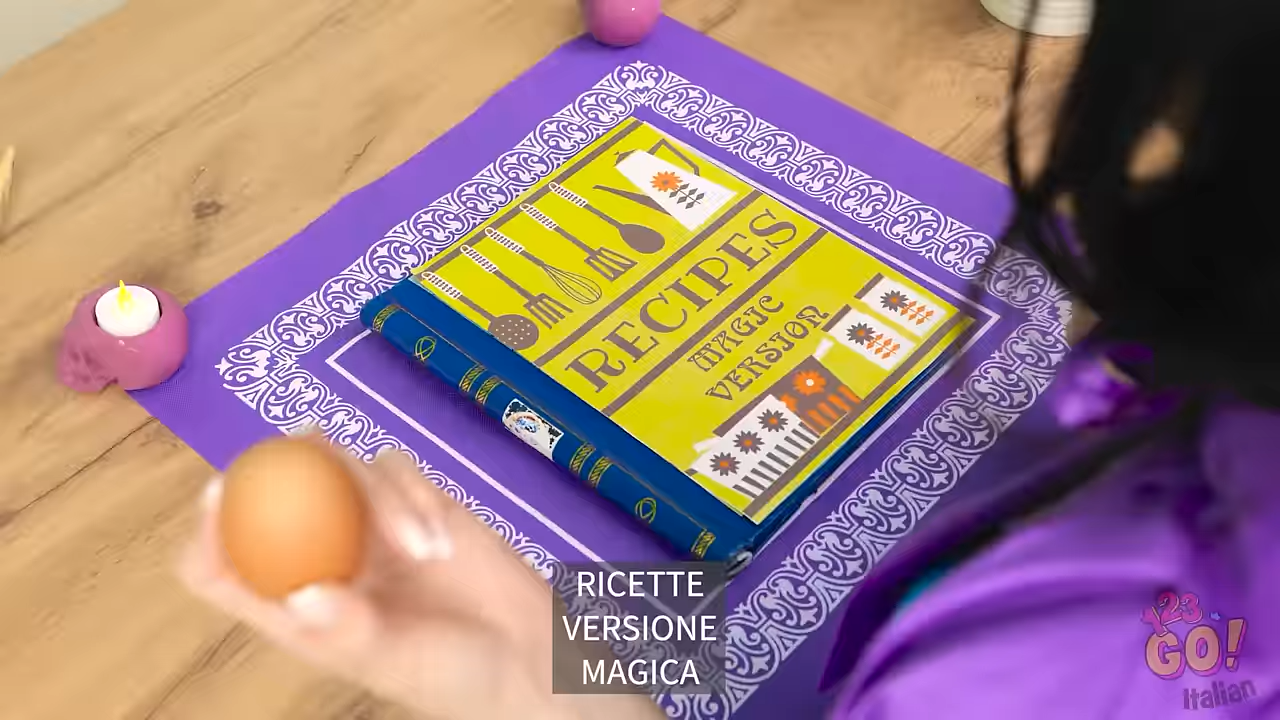 RECIPES
MAGIC
VERSION
RICETTE
VERSIONE
MAGICA
123
GO!
Italian